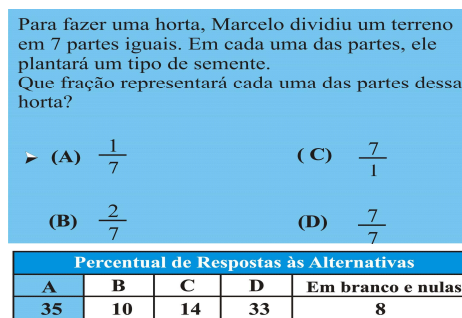 Para fazer uma horta, Marcelo dividiu um terreno
em 7 partes iguais. Em cada uma das partes, ele
plantará um tipo de semente.
Que fração representará cada uma das partes dessa
horta?
(A) 1/7
(C) 7/1
(B) 2/7
(D) 7/7
Percentual de Respostas às Alternativas
A B C D Em branco e nulas
35 10 14 33 8